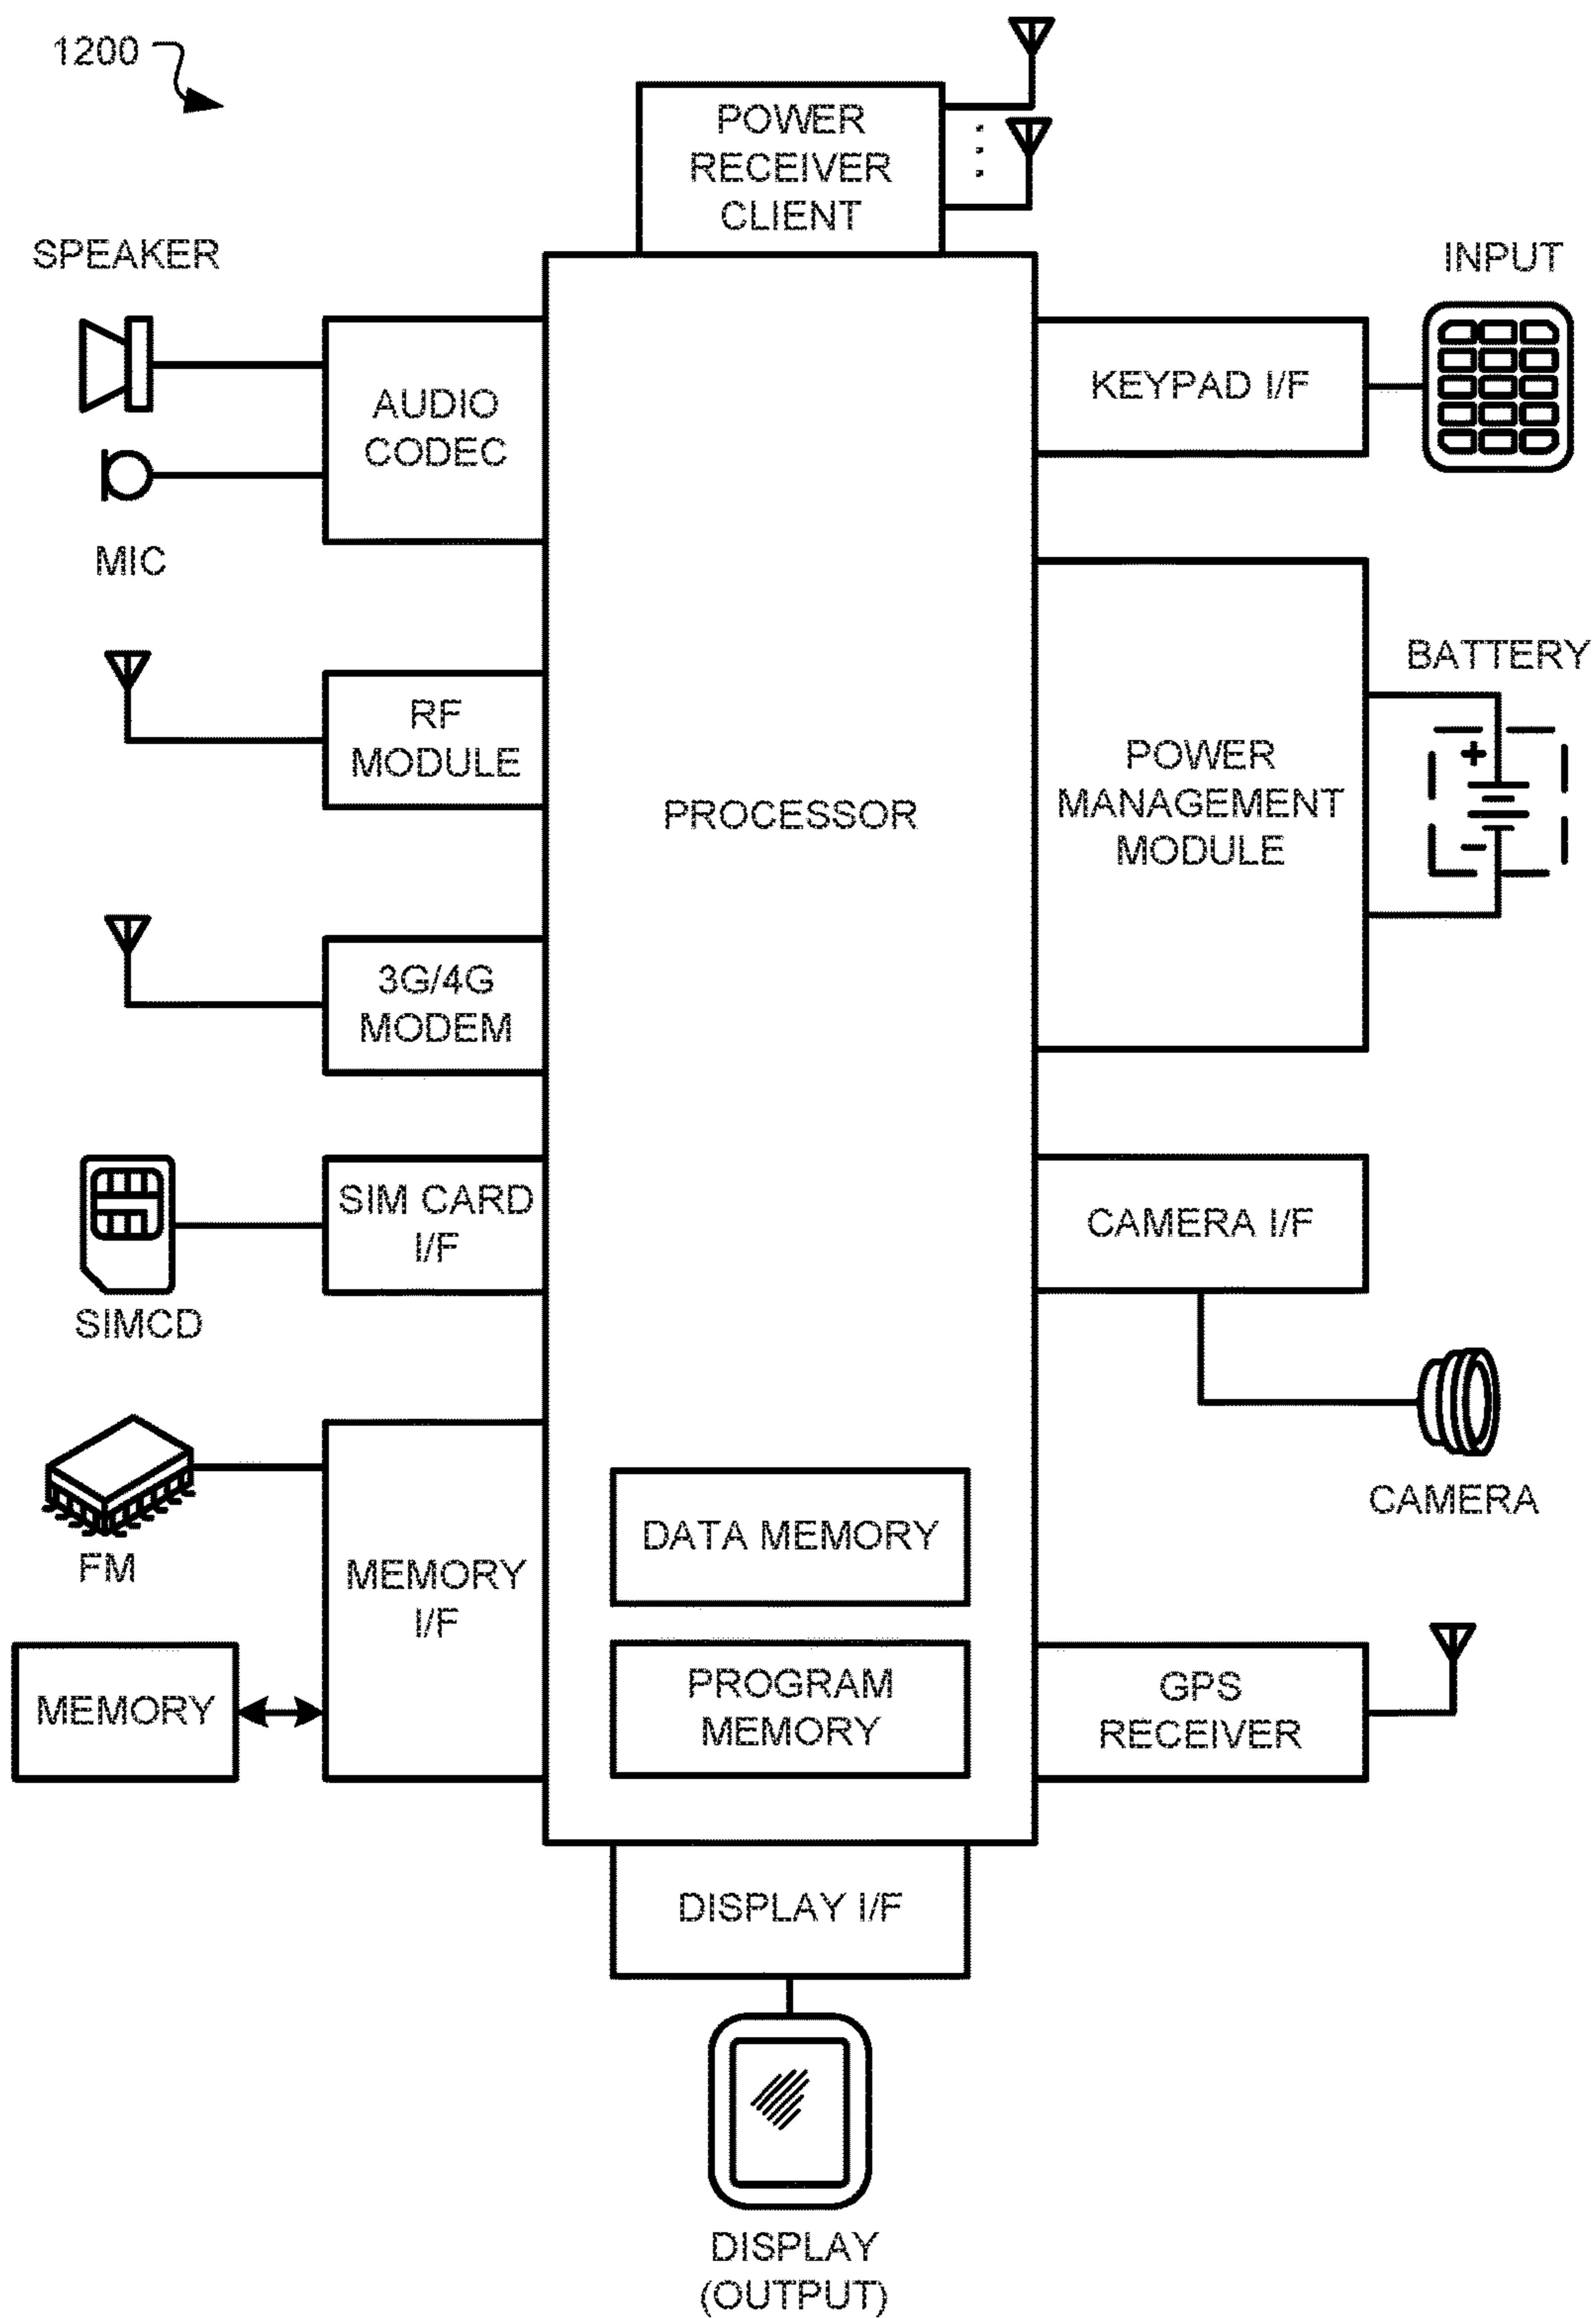 1200
POWER
RECEIVER
CLIENT
SPEAKER
INPUT
AUDIO
CODEC
KEYPAD I/F
MIC
RF
MODULE
BATTERY
+
-
POWER
MANAGEMENT
MODULE
PROCESSOR
3G/4G
MODEM
SIM CARD
I/F
SIMCD
CAMERA I/F
CAMERA
FM
MEMORY
I/F
MEMORY
DATA MEMORY
PROGRAM
MEMORY
GPS
RECEIVER
DISPLAY I/F
DISPLAY
(OUTPUT)